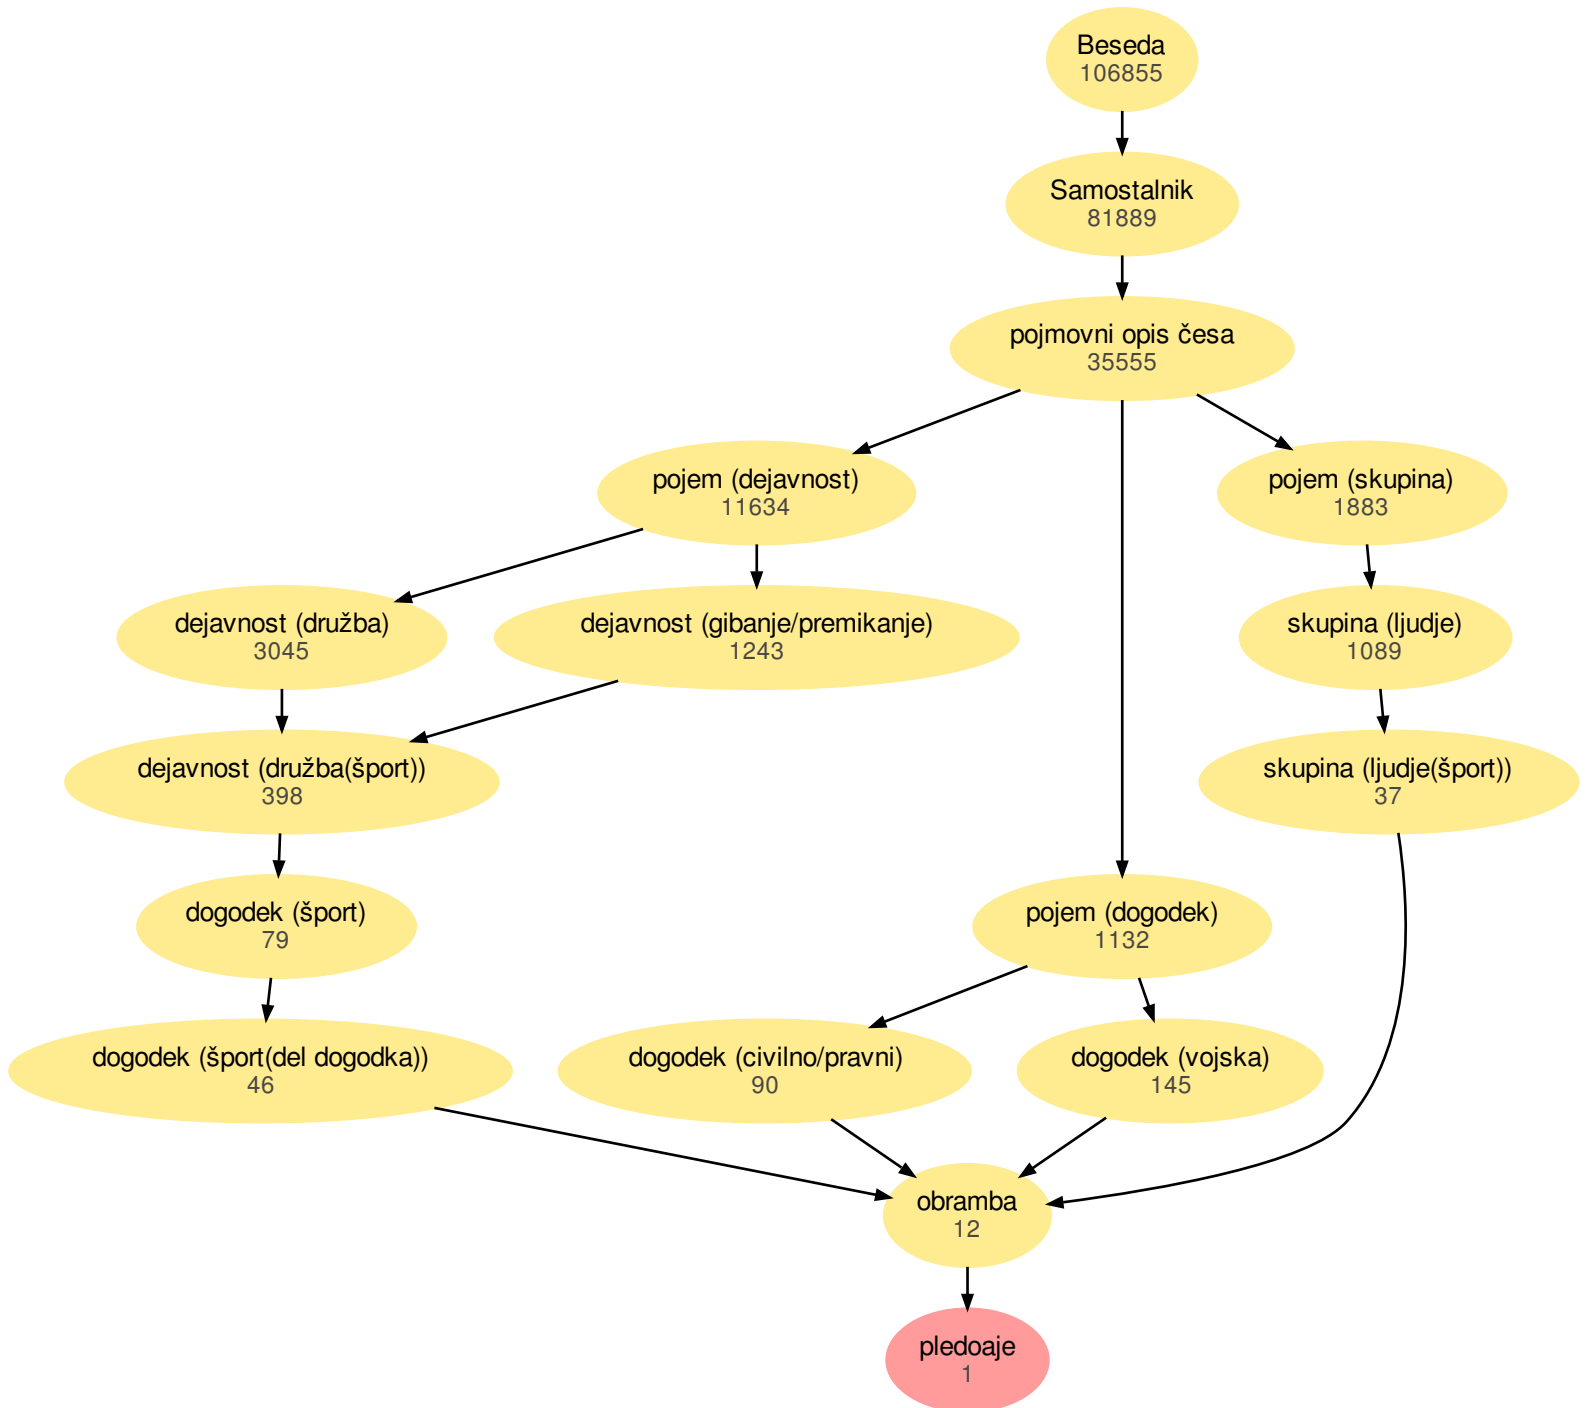 Beseda
106855
Samostalnik
81889
pojmovni opis česa
35555
pojem (dejavnost)
11634
pojem (skupina)
1883
dejavnost (družba)
3045
dejavnost (gibanje/premikanje)
1243
skupina (ljudje)
1089
dejavnost (družba(šport))
398
skupina (ljudje(šport))
37
dogodek (šport)
79
pojem (dogodek)
1132
dogodek (šport(del dogodka))
46
dogodek (civilno/pravni)
90
dogodek (vojska)
145
obramba
12
pledoaje
1